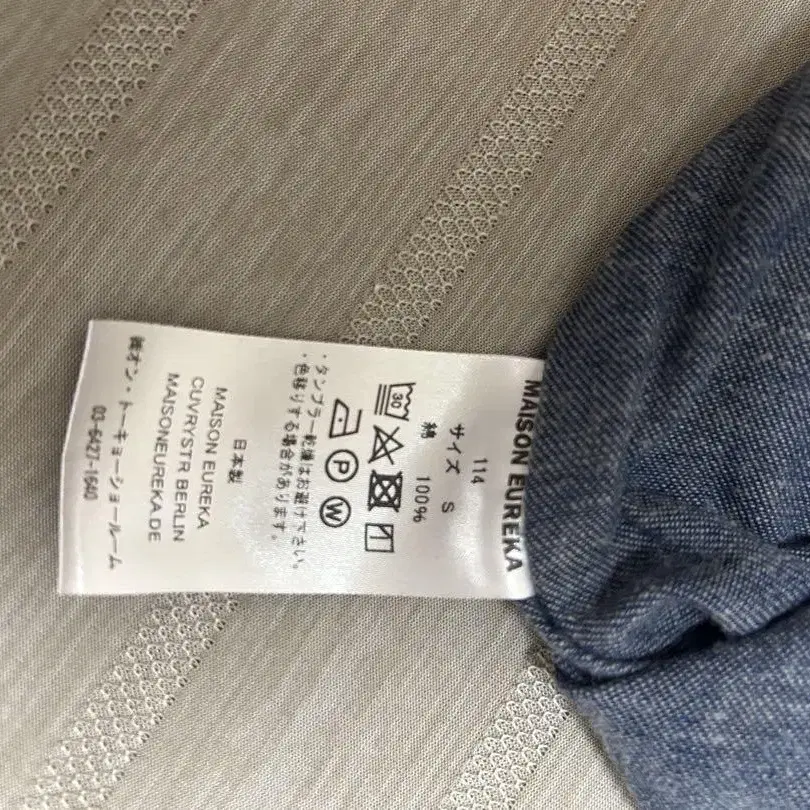 MAISON EUREKA
114
サイズ S
綿 100%
30
P
W
・タンブラー乾燥はお避け下さい。
・色移りする場合があります。
日本製
MAISON EUREKA
CUVRYSTR BERLIN
MAISONEUREKA.DE
㈱オン・トーキョーショールーム
03-6427-1640